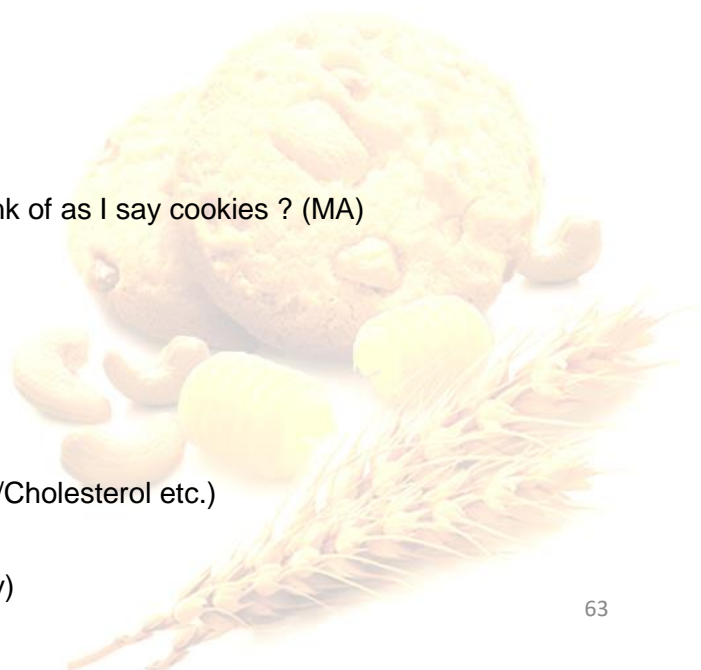 nk of as I say cookies ? (MA)
/Cholesterol etc.)
)
63